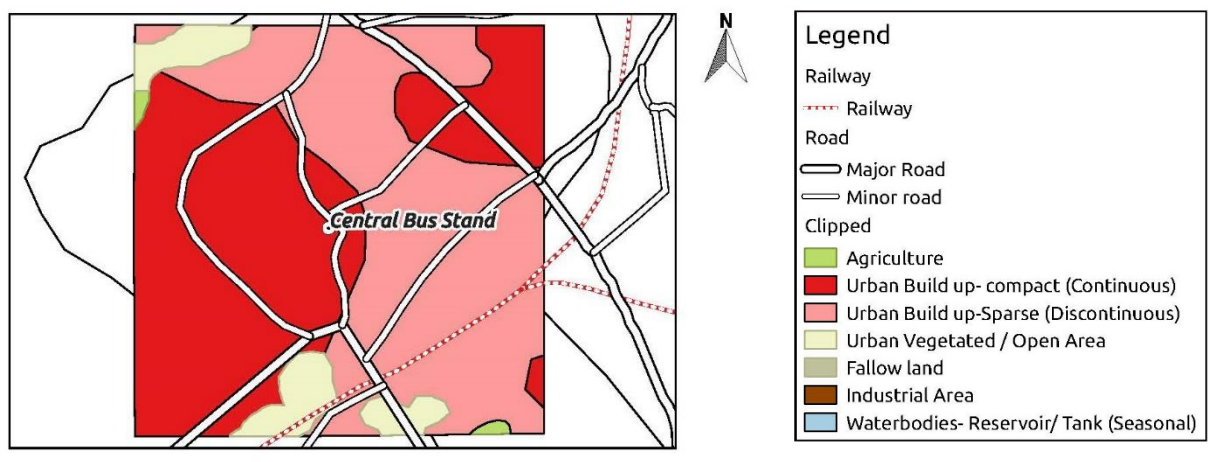 Central Bus Stand
N
Legend
Railway
Railway
Road
Major Road
Minor road
Clipped
Agriculture
Urban Build up- compact (Continuous)
Urban Build up-Sparse (Discontinuous)
Urban Vegetated / Open Area
Fallow land
Industrial Area
Waterbodies- Reservoir/ Tank (Seasonal)